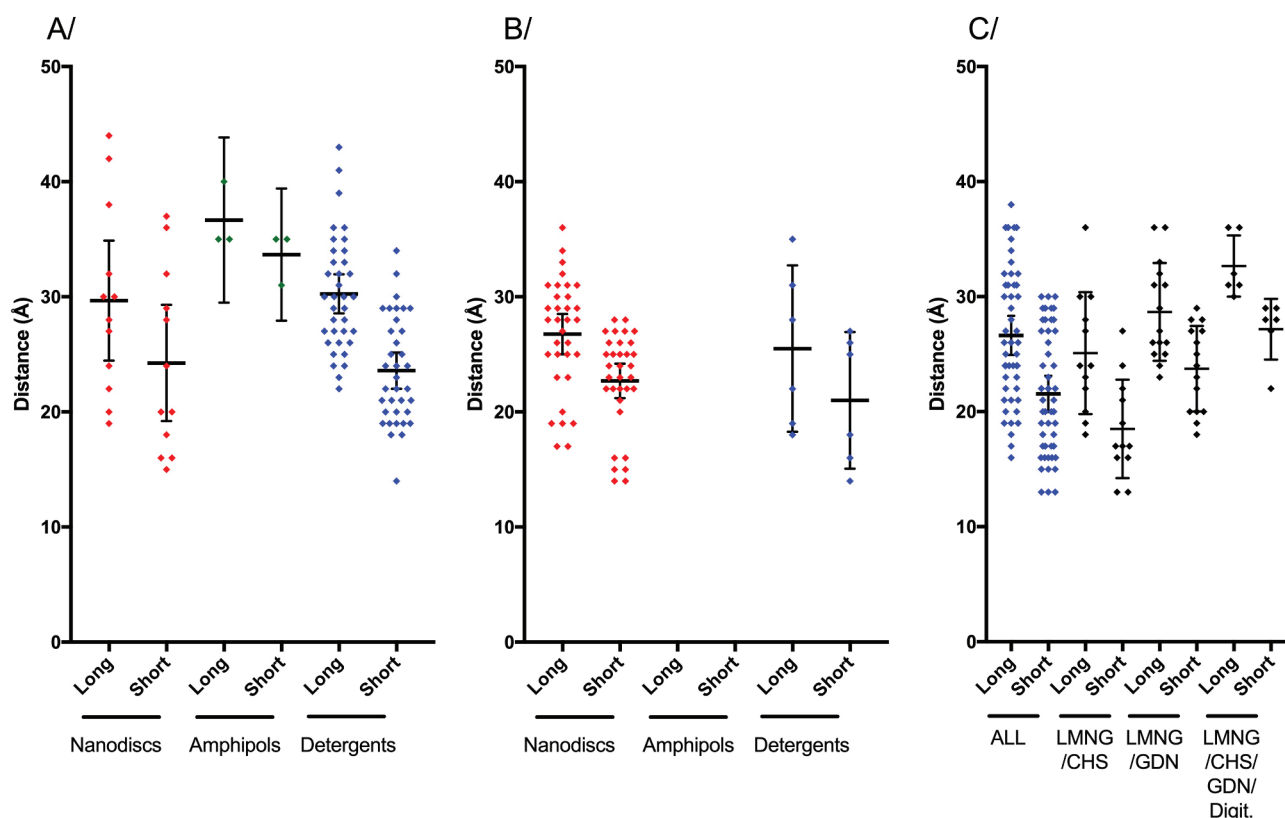 A/
B/
C/
50
40
30
20
10
0
Distance (Å)
Long
Short
Long
Short
Long
Short
Nanodiscs
Amphipols
Detergents
50
40
30
20
10
0
Distance (Å)
Long
Short
Long
Short
Long
Short
Nanodiscs
Amphipols
Detergents
50
40
30
20
10
0
Distance (Å)
Long
Short
Long
Short
Long
Short
Long
Short
ALL
LMNG
/CHS
LMNG
/GDN
LMNG
/CHS/
GDN/
Digit.